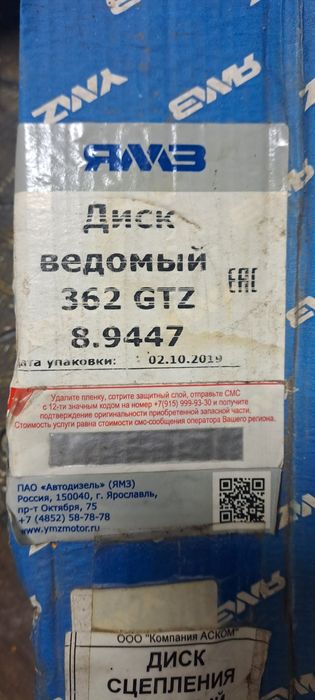 YMZ
ЯМЗ
ЯМЗ
Диск
ведомый
362 GTZ
8.9447
EAC
Дата упаковки: 02.10.2019
Удалите пленку, сотрите защитный слой, отправьте СМС
с 12-ти значным кодом на номер +7(915) 999-93-30 и получите
подтверждение оригинальности приобретенной запасной части.
Стоимость услуги равна стоимости смс-сообщения оператора Вашего региона.
ПАО «Автодизель» (ЯМЗ)
Россия, 150040, г. Ярославль,
пр-т Октября, 75
+7 (4852) 58-78-78
www.ymzmotor.ru
ООО "Компания АСКОМ"
ДИСК
СЦЕПЛЕНИЯ